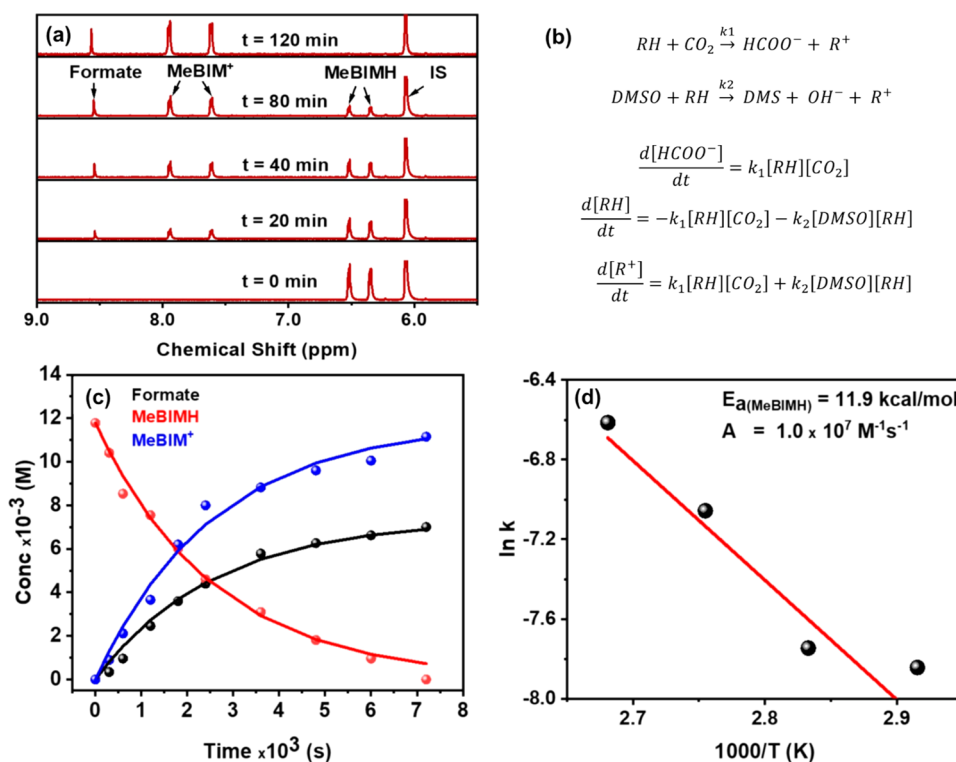 (a)
t = 120 min
Formate MeBIM⁺ MeBIMH IS
t = 80 min
t = 40 min
t = 20 min
t = 0 min
9.0 8.0 7.0 6.0
Chemical Shift (ppm)
(b)
RH + CO₂ →k1 HCOO⁻ + R⁺
DMSO + RH →k2 DMS + OH⁻ + R⁺
d[HCOO⁻]/dt = k₁[RH][CO₂]
d[RH]/dt = −k₁[RH][CO₂] − k₂[DMSO][RH]
d[R⁺]/dt = k₁[RH][CO₂] + k₂[DMSO][RH]
(c)
Formate
MeBIMH
MeBIM⁺
14
12
10
8
6
4
2
0
Conc ×10⁻³ (M)
0 1 2 3 4 5 6 7 8
Time ×10³ (s)
(d)
Ea(MeBIMH) = 11.9 kcal/mol
A = 1.0 x 10⁷ M⁻¹s⁻¹
-6.4
-6.8
-7.2
-7.6
-8.0
ln k
2.7 2.8 2.9
1000/T (K)